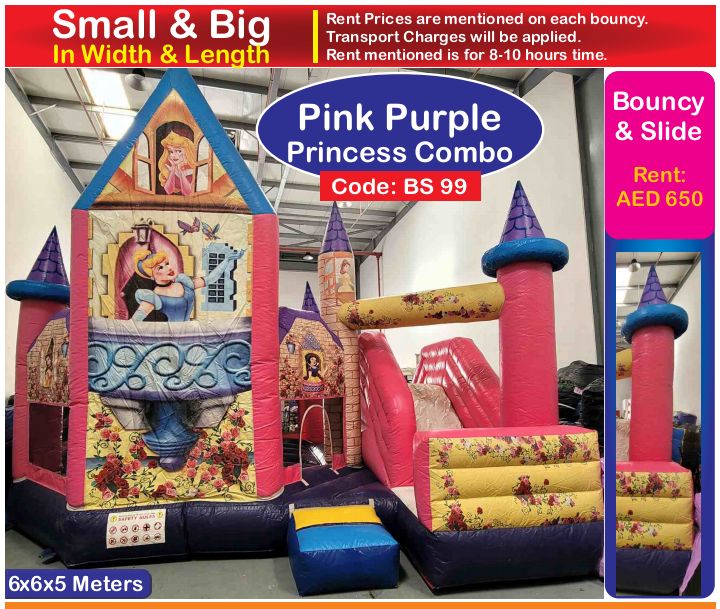 Small & Big
In Width & Length
Rent Prices are mentioned on each bouncy.
Transport Charges will be applied.
Rent mentioned is for 8-10 hours time.
Pink Purple
Princess Combo
Code: BS 99
Bouncy
& Slide
Rent:
AED 650
SAFETY RULES
6x6x5 Meters